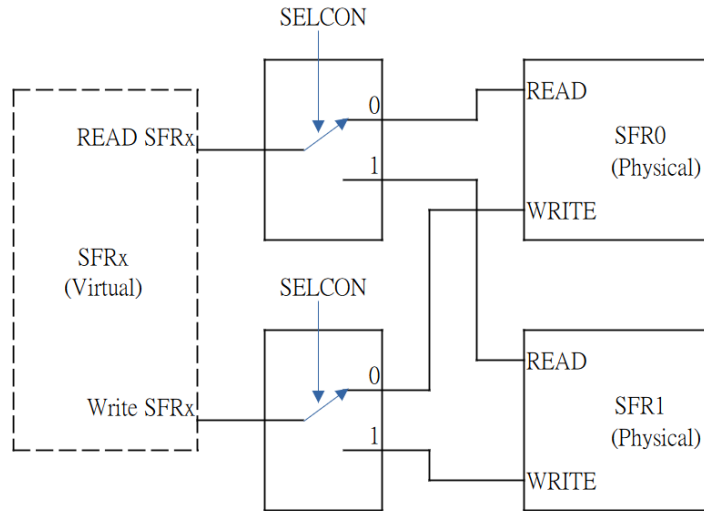 SELCON
0
READ
READ SFRx
SFR0
(Physical)
1
WRITE
SFRx
(Virtual)
SELCON
0
READ
Write SFRx
SFR1
(Physical)
1
WRITE